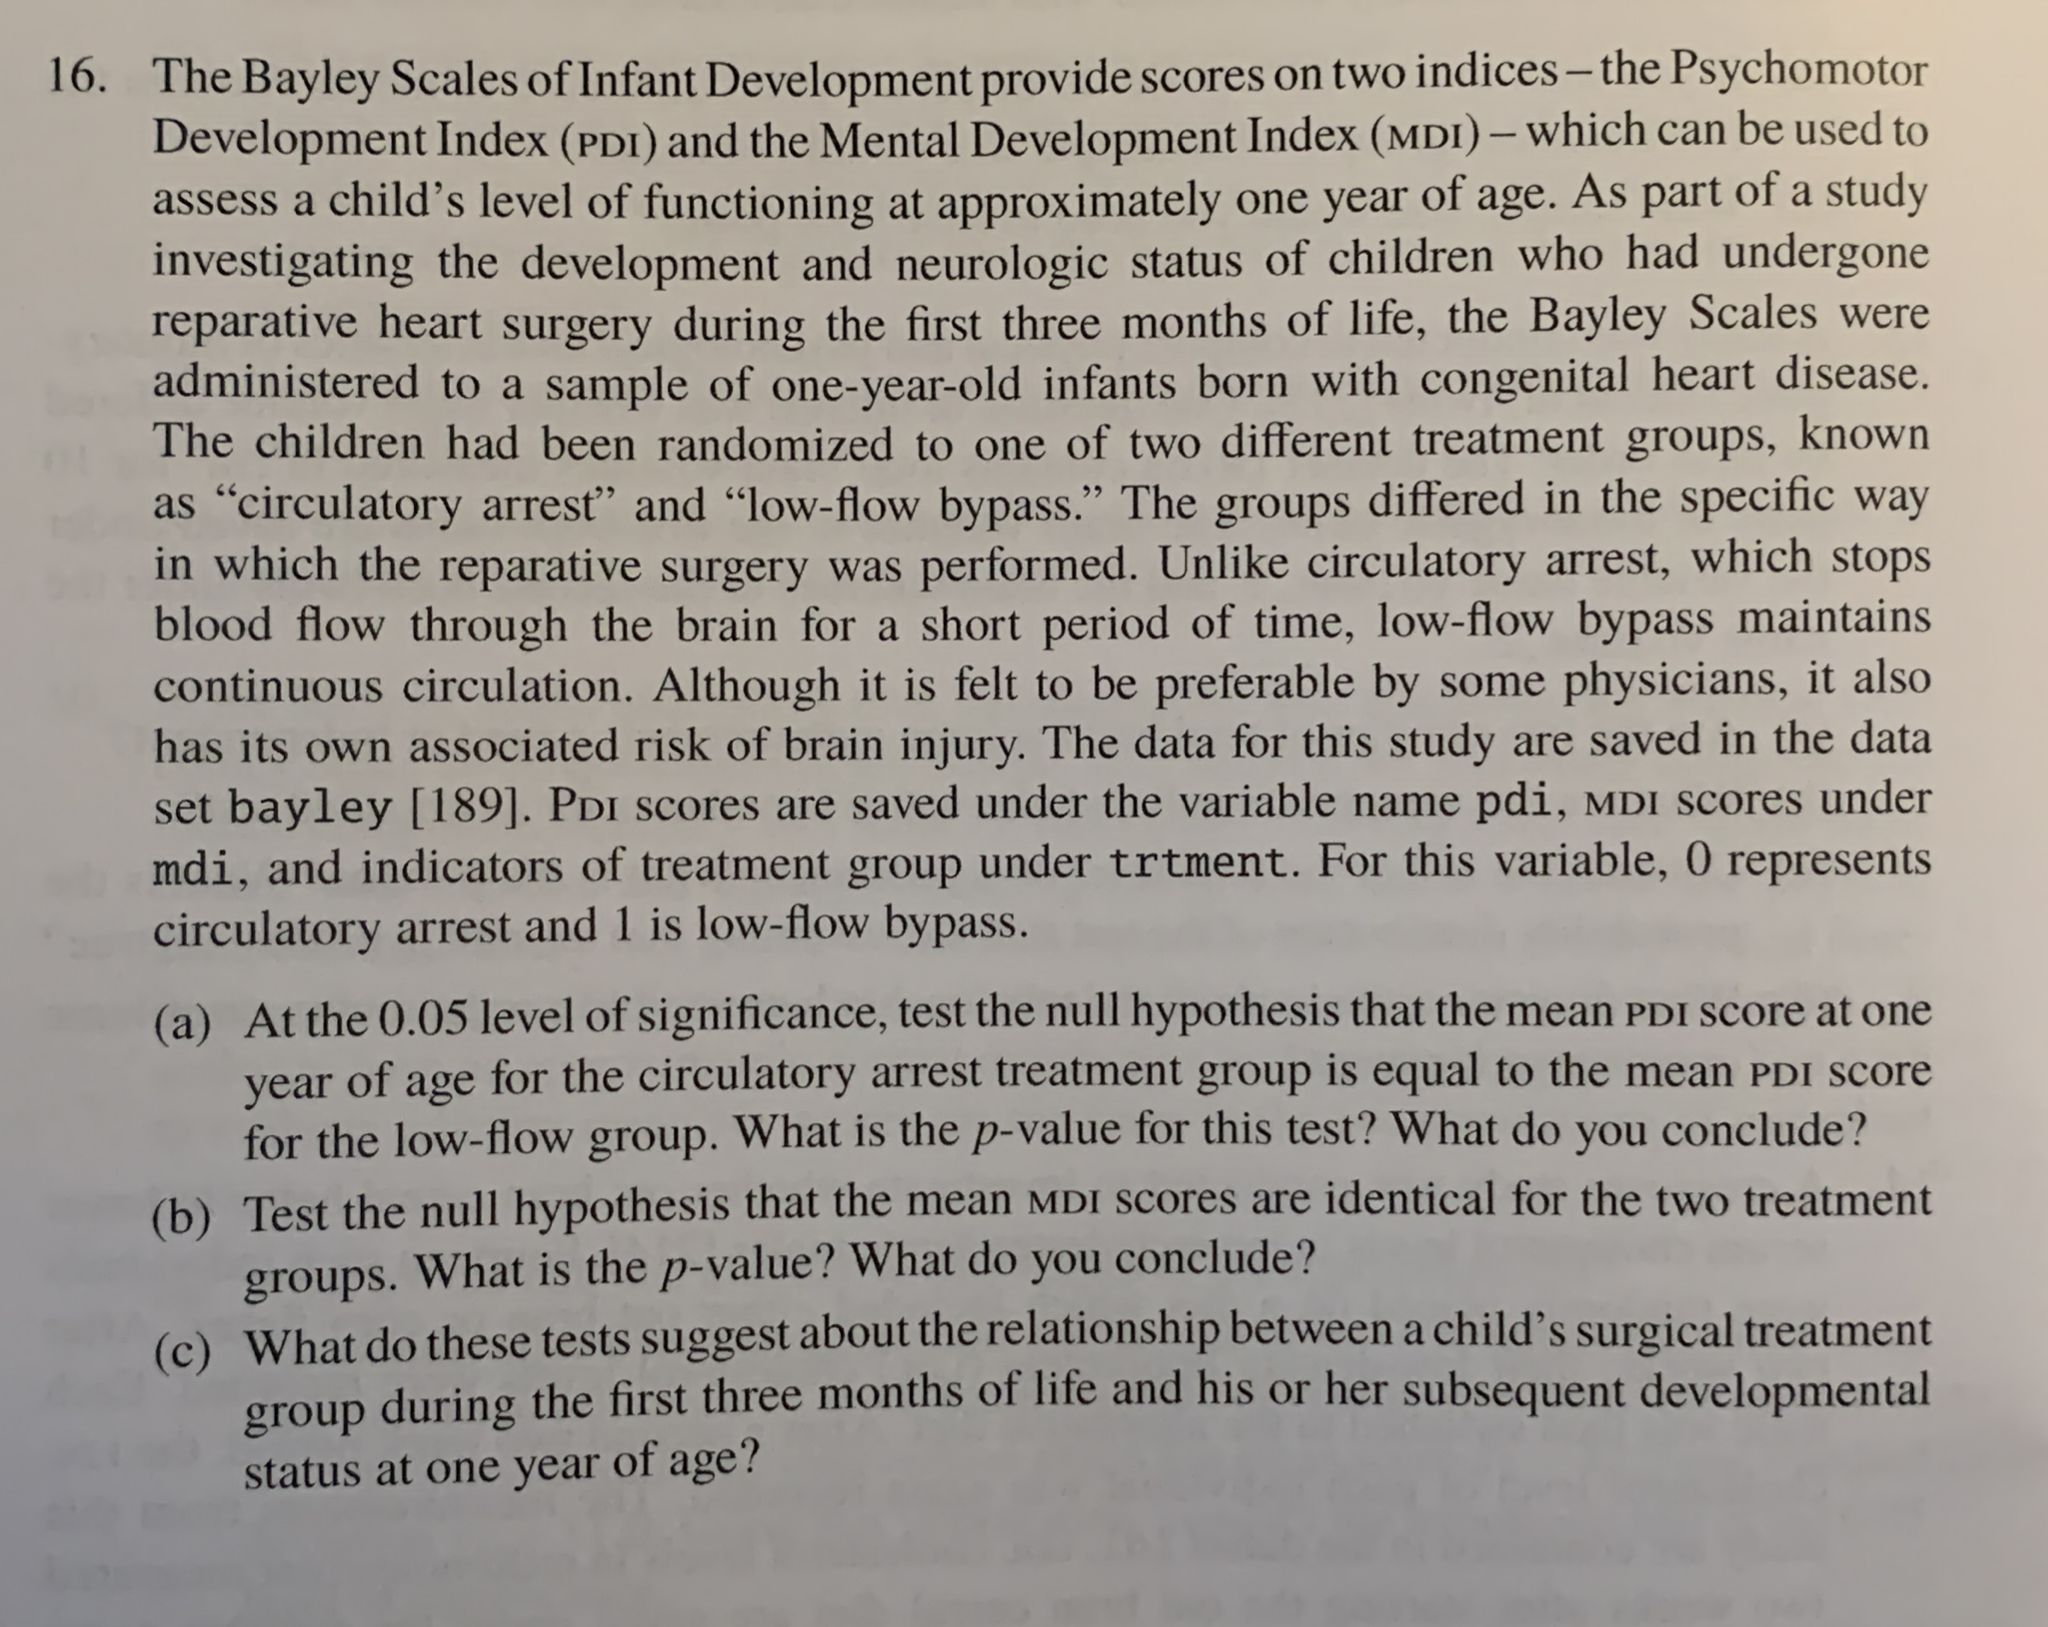 16. The Bayley Scales of Infant Development provide scores on two indices – the Psychomotor
Development Index (PDI) and the Mental Development Index (MDI) – which can be used to
assess a child’s level of functioning at approximately one year of age. As part of a study
investigating the development and neurologic status of children who had undergone
reparative heart surgery during the first three months of life, the Bayley Scales were
administered to a sample of one-year-old infants born with congenital heart disease.
The children had been randomized to one of two different treatment groups, known
as “circulatory arrest” and “low-flow bypass.” The groups differed in the specific way
in which the reparative surgery was performed. Unlike circulatory arrest, which stops
blood flow through the brain for a short period of time, low-flow bypass maintains
continuous circulation. Although it is felt to be preferable by some physicians, it also
has its own associated risk of brain injury. The data for this study are saved in the data
set bayley [189]. PDI scores are saved under the variable name pdi, MDI scores under
mdi, and indicators of treatment group under trtment. For this variable, 0 represents
circulatory arrest and 1 is low-flow bypass.
(a) At the 0.05 level of significance, test the null hypothesis that the mean PDI score at one
year of age for the circulatory arrest treatment group is equal to the mean PDI score
for the low-flow group. What is the p-value for this test? What do you conclude?
(b) Test the null hypothesis that the mean MDI scores are identical for the two treatment
groups. What is the p-value? What do you conclude?
(c) What do these tests suggest about the relationship between a child’s surgical treatment
group during the first three months of life and his or her subsequent developmental
status at one year of age?